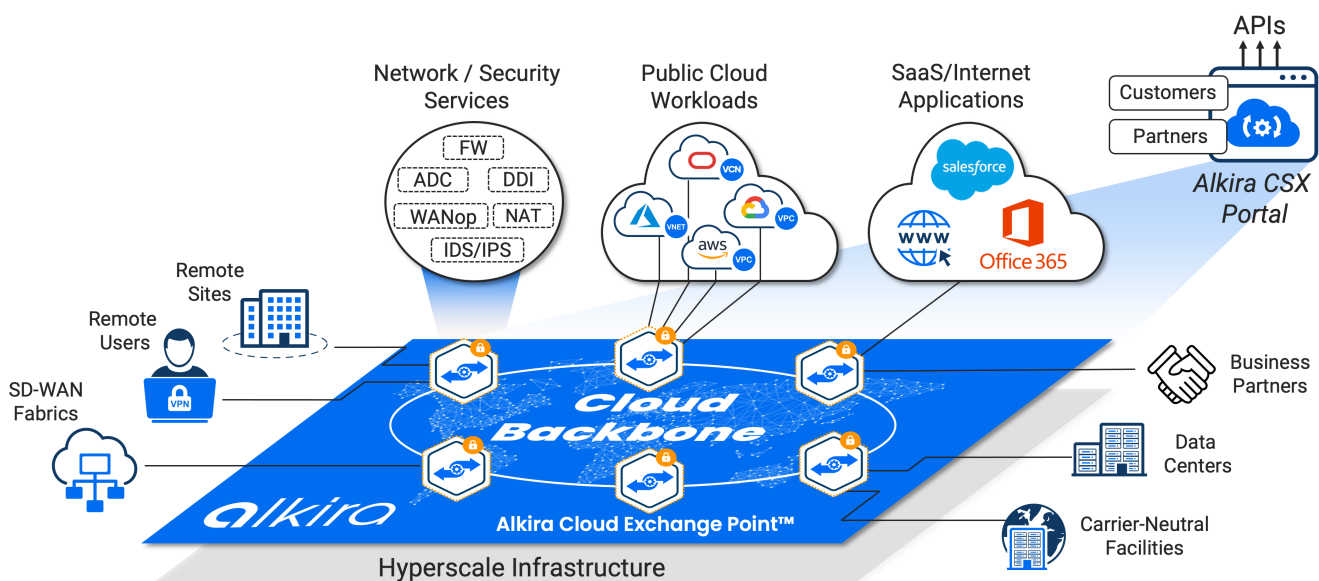 APIs
Customers
Partners
Alkira CSX
Portal
Network / Security
Services
FW
ADC
DDI
WANop
NAT
IDS/IPS
Public Cloud
Workloads
VCN
VNET
VPC
aws
VPC
SaaS/Internet
Applications
salesforce
www
Office 365
Remote
Sites
Remote
Users
VPN
SD-WAN
Fabrics
Business
Partners
Data
Centers
Carrier-Neutral
Facilities
Cloud
Backbone
alkira
Alkira Cloud Exchange Point™
Hyperscale Infrastructure